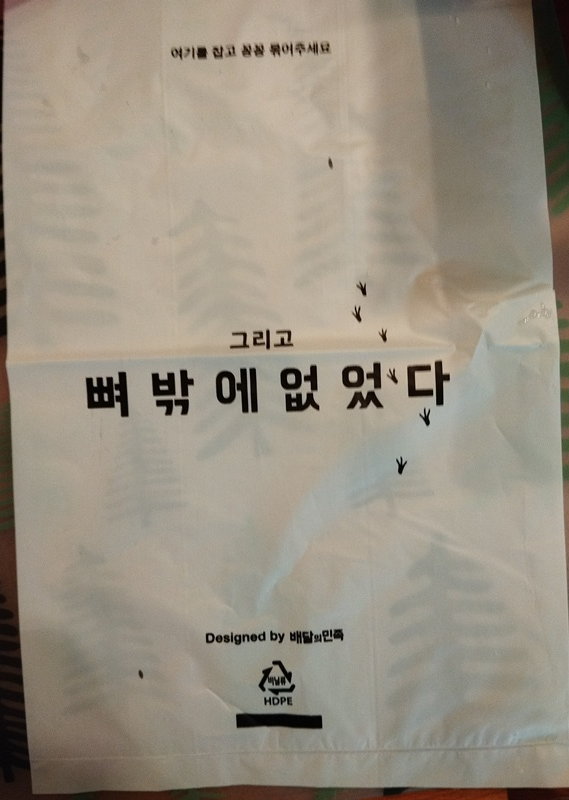 여기를 잡고 꽁꽁 묶어주세요
그리고
뼈 밖 에 없 었 다
Designed by 배달의민족
비닐류
HDPE